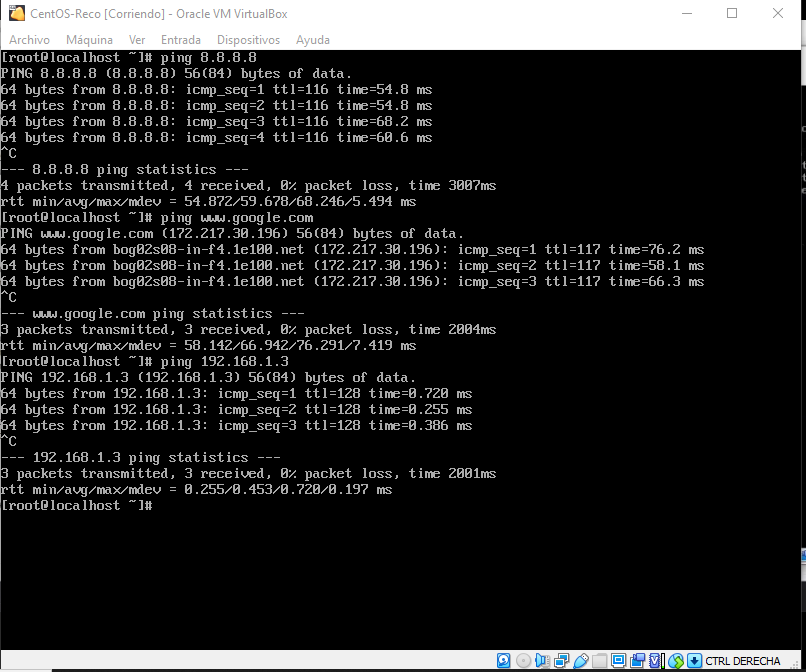 CentOS-Reco [Corriendo] - Oracle VM VirtualBox
Archivo Máquina Ver Entrada Dispositivos Ayuda
[root@localhost ~]# ping 8.8.8.8
PING 8.8.8.8 (8.8.8.8) 56(84) bytes of data.
64 bytes from 8.8.8.8: icmp_seq=1 ttl=116 time=54.8 ms
64 bytes from 8.8.8.8: icmp_seq=2 ttl=116 time=54.8 ms
64 bytes from 8.8.8.8: icmp_seq=3 ttl=116 time=68.2 ms
64 bytes from 8.8.8.8: icmp_seq=4 ttl=116 time=60.6 ms
^C
--- 8.8.8.8 ping statistics ---
4 packets transmitted, 4 received, 0% packet loss, time 3007ms
rtt min/avg/max/mdev = 54.872/59.678/68.246/5.494 ms
[root@localhost ~]# ping www.google.com
PING www.google.com (172.217.30.196) 56(84) bytes of data.
64 bytes from bog02s08-in-f4.1e100.net (172.217.30.196): icmp_seq=1 ttl=117 time=76.2 ms
64 bytes from bog02s08-in-f4.1e100.net (172.217.30.196): icmp_seq=2 ttl=117 time=58.1 ms
64 bytes from bog02s08-in-f4.1e100.net (172.217.30.196): icmp_seq=3 ttl=117 time=66.3 ms
^C
--- www.google.com ping statistics ---
3 packets transmitted, 3 received, 0% packet loss, time 2004ms
rtt min/avg/max/mdev = 58.142/66.942/76.291/7.419 ms
[root@localhost ~]# ping 192.168.1.3
PING 192.168.1.3 (192.168.1.3) 56(84) bytes of data.
64 bytes from 192.168.1.3: icmp_seq=1 ttl=128 time=0.720 ms
64 bytes from 192.168.1.3: icmp_seq=2 ttl=128 time=0.255 ms
64 bytes from 192.168.1.3: icmp_seq=3 ttl=128 time=0.386 ms
^C
--- 192.168.1.3 ping statistics ---
3 packets transmitted, 3 received, 0% packet loss, time 2001ms
rtt min/avg/max/mdev = 0.255/0.453/0.720/0.197 ms
[root@localhost ~]#
CTRL DERECHA